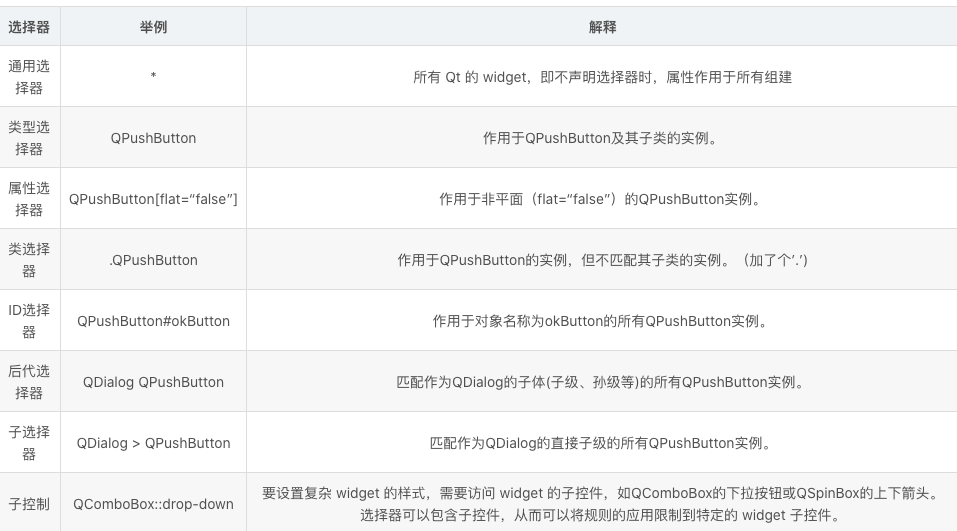 选择器 举例 解释
通用选
择器
*
所有 Qt 的 widget，即不声明选择器时，属性作用于所有组建
类型选
择器
QPushButton
作用于QPushButton及其子类的实例。
属性选
择器
QPushButton[flat=“false”]
作用于非平面（flat=“false”）的QPushButton实例。
类选择
器
.QPushButton
作用于QPushButton的实例，但不匹配其子类的实例。（加了个‘.’)
ID选择
器
QPushButton#okButton
作用于对象名称为okButton的所有QPushButton实例。
后代选
择器
QDialog QPushButton
匹配作为QDialog的子体(子级、孙级等)的所有QPushButton实例。
子选择
器
QDialog > QPushButton
匹配作为QDialog的直接子级的所有QPushButton实例。
子控制
QComboBox::drop-down
要设置复杂 widget 的样式，需要访问 widget 的子控件，如QComboBox的下拉按钮或QSpinBox的上下箭头。
选择器可以包含子控件，从而可以将规则的应用限制到特定的 widget 子控件。